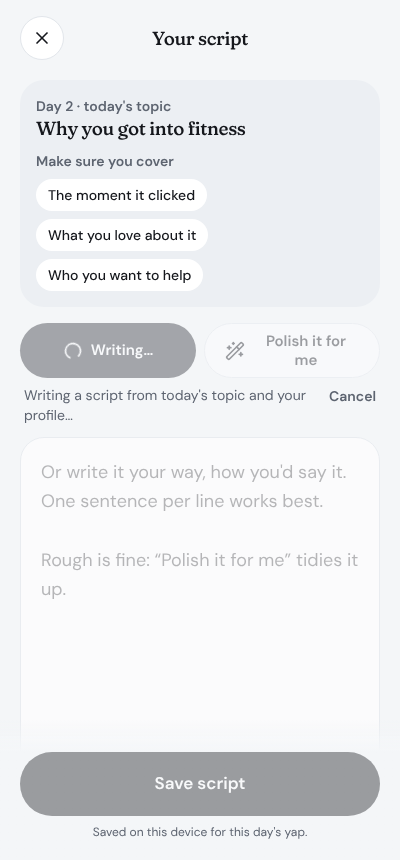 Your script
Day 2 · today's topic
Why you got into fitness
Make sure you cover
The moment it clicked
What you love about it
Who you want to help
Writing...
Polish it for
me
Writing a script from today's topic and your
profile...
Cancel
Or write it your way, how you'd say it.
One sentence per line works best.
Rough is fine: “Polish it for me” tidies it
up.
Save script
Saved on this device for this day's yap.